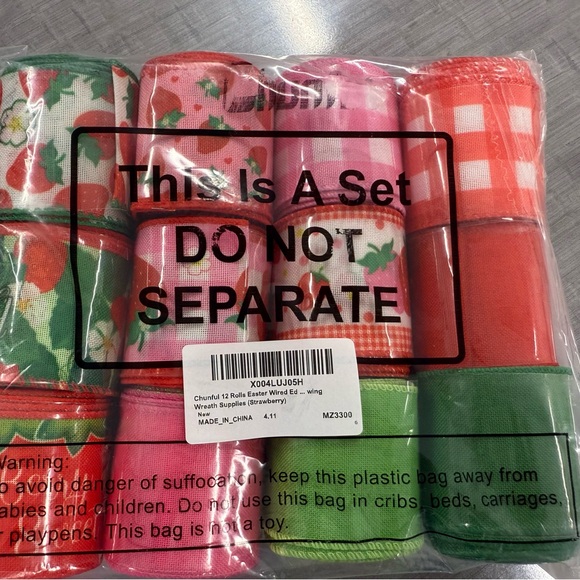 This Is A Set
DO NOT
SEPARATE
X004LUJ05H
Chunful 12 Rolls Easter Wired Ed ... wing
Wreath Supplies (Strawberry)
New
MADE_IN_CHINA 4.11 MZ3300
Warning:
o avoid danger of suffocation, keep this plastic bag away from
abies and children. Do not use this bag in cribs, beds, carriages,
r playpens. This bag is not a toy.